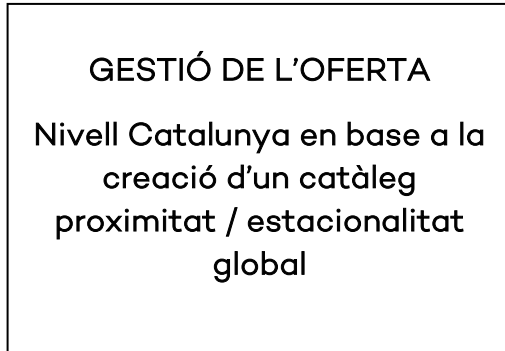 GESTIÓ DE L’OFERTA
Nivell Catalunya en base a la
creació d’un catàleg
proximitat / estacionalitat
global